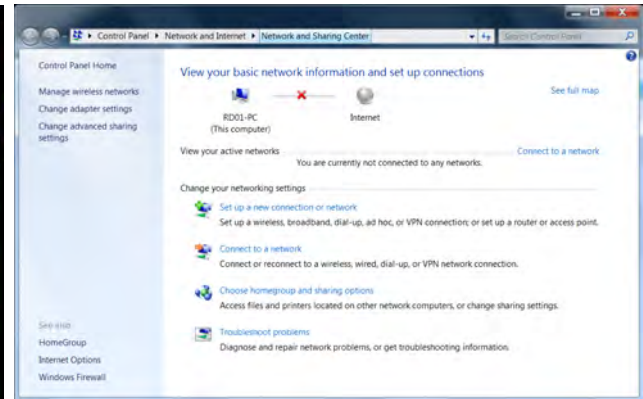 Control Panel ▸ Network and Internet ▸ Network and Sharing Center
Search Control Panel
Control Panel Home
Manage wireless networks
Change adapter settings
Change advanced sharing
settings
See also
HomeGroup
Internet Options
Windows Firewall
View your basic network information and set up connections
See full map
RD01-PC
(This computer)
Internet
View your active networks
Connect to a network
You are currently not connected to any networks.
Change your networking settings
Set up a new connection or network
Set up a wireless, broadband, dial-up, ad hoc, or VPN connection; or set up a router or access point.
Connect to a network
Connect or reconnect to a wireless, wired, dial-up, or VPN network connection.
Choose homegroup and sharing options
Access files and printers located on other network computers, or change sharing settings.
Troubleshoot problems
Diagnose and repair network problems, or get troubleshooting information.